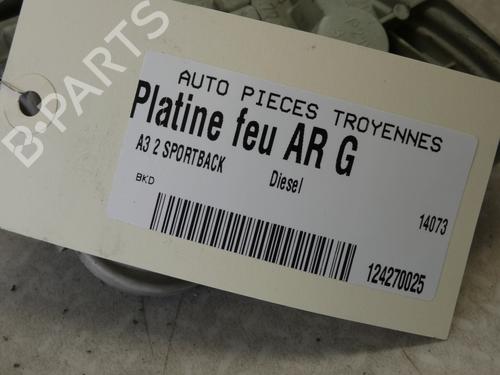 B-PARTS
AUTO PIECES TROYENNES
Platine feu AR G
A3 2 SPORTBACK
BKD
Diesel
14073
124270025